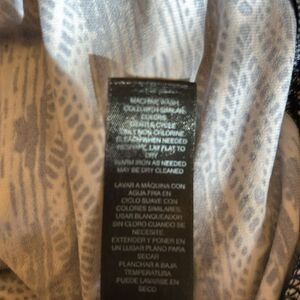 MACHINE WASH
COLD WITH SIMILAR
COLORS
GENTLE CYCLE
ONLY NON CHLORINE
BLEACH WHEN NEEDED
RESHAPE, LAY FLAT TO
DRY
WARM IRON AS NEEDED
MAY BE DRY CLEANED
LAVAR A MÁQUINA CON
AGUA FRIA EN
CICLO SUAVE CON
COLORES SIMILARES
USAR BLANQUEADOR
SIN CLORO CUANDO SE
NECESITE
EXTENDER Y PONER EN
UN LUGAR PLANO PARA
SECAR
PLANCHAR A BAJA
TEMPERATURA
PUEDE LAVARSE EN
SECO